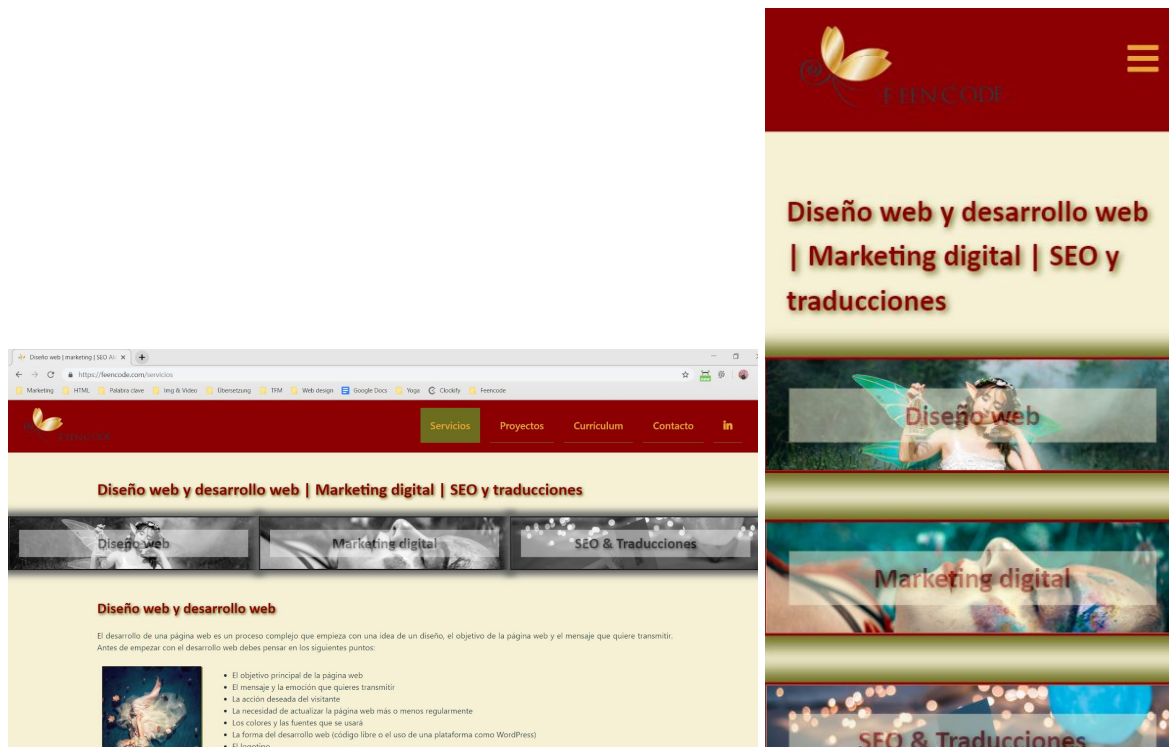 Diseño web | marketing | SEO Al
https://feencode.com/servicios
Marketing HTML Palabra clave Img & Video Übersetzung TFM Web design Google Docs Yoga Clockify Feencode
FEENCODE
Servicios Proyectos Curriculum Contacto in
Diseño web y desarrollo web | Marketing digital | SEO y traducciones
Diseño web Marketing digital SEO & Traducciones
Diseño web y desarrollo web
El desarrollo de una página web es un proceso complejo que empieza con una idea de un diseño, el objetivo de la página web y el mensaje que quiere transmitir.
Antes de empezar con el desarrollo web debes pensar en los siguientes puntos:
• El objetivo principal de la página web
• El mensaje y la emoción que quieres transmitir
• La acción deseada del visitante
• La necesidad de actualizar la página web más o menos regularmente
• Los colores y las fuentes que se usará
• La forma del desarrollo web (código libre o el uso de una plataforma como WordPress)
• El logotipo
FEENCODE
Diseño web y desarrollo web
| Marketing digital | SEO y
traducciones
Diseño web
Marketing digital
SEO & Traducciones